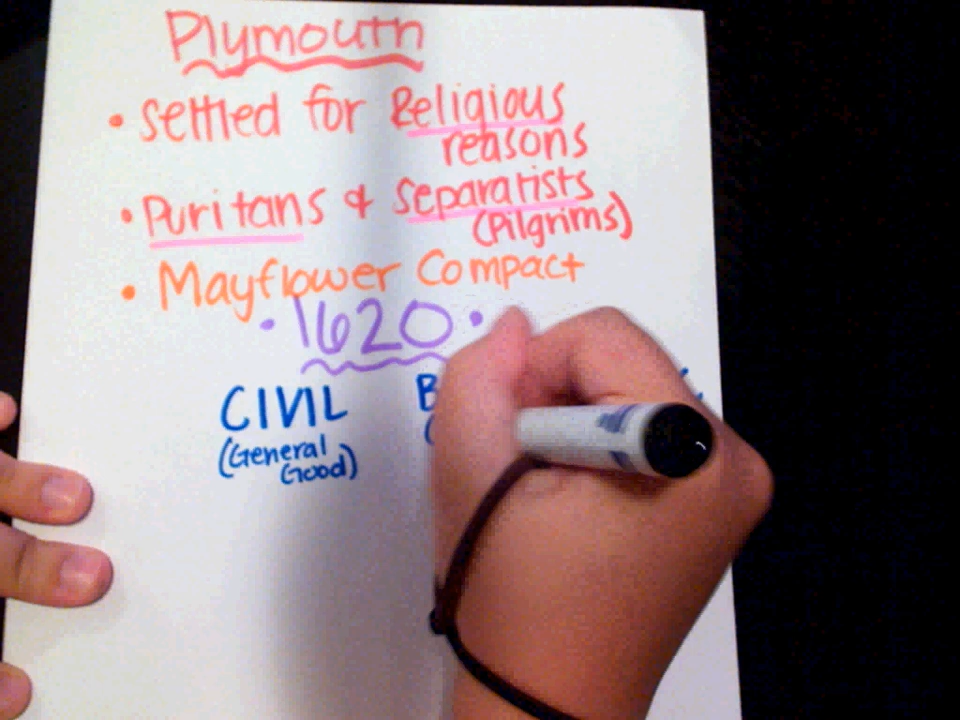 Plymouth
• Settled for Religious
reasons
• Puritans & Separatists
(Pilgrims)
• Mayflower Compact
• 1620 •
CIVIL
(General
Good)